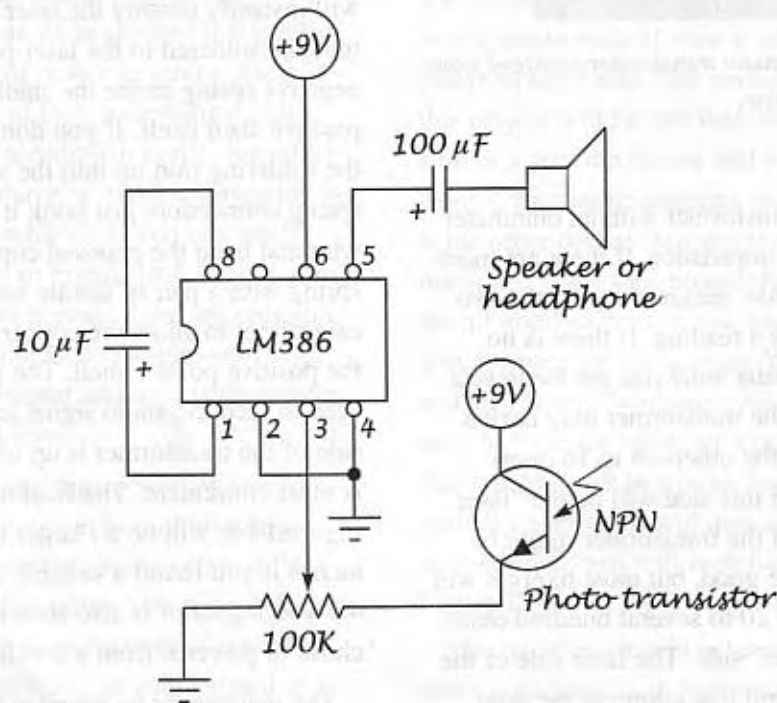 +9V
100 µF
+
8
6
5
Speaker or
headphone
10 µF
+
LM386
+9V
1
2
3
4
NPN
Photo transistor
100K